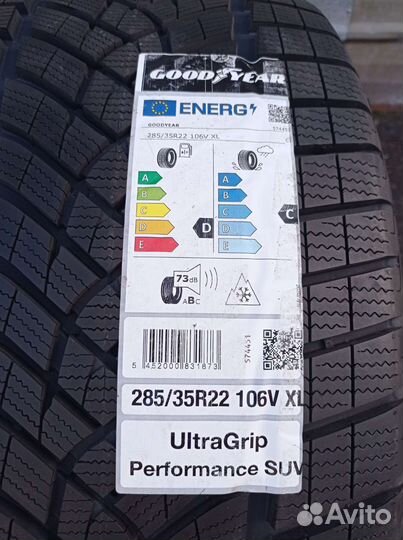 GOODYEAR
ENERG
GOODYEAR
574451
285/35R22 106V XL
A
B
C
D
E
D
A
B
C
D
E
C
73dB
ABC
574451
5 452000 831873
285/35R22 106V XL
UltraGrip
Performance SUV
Avito